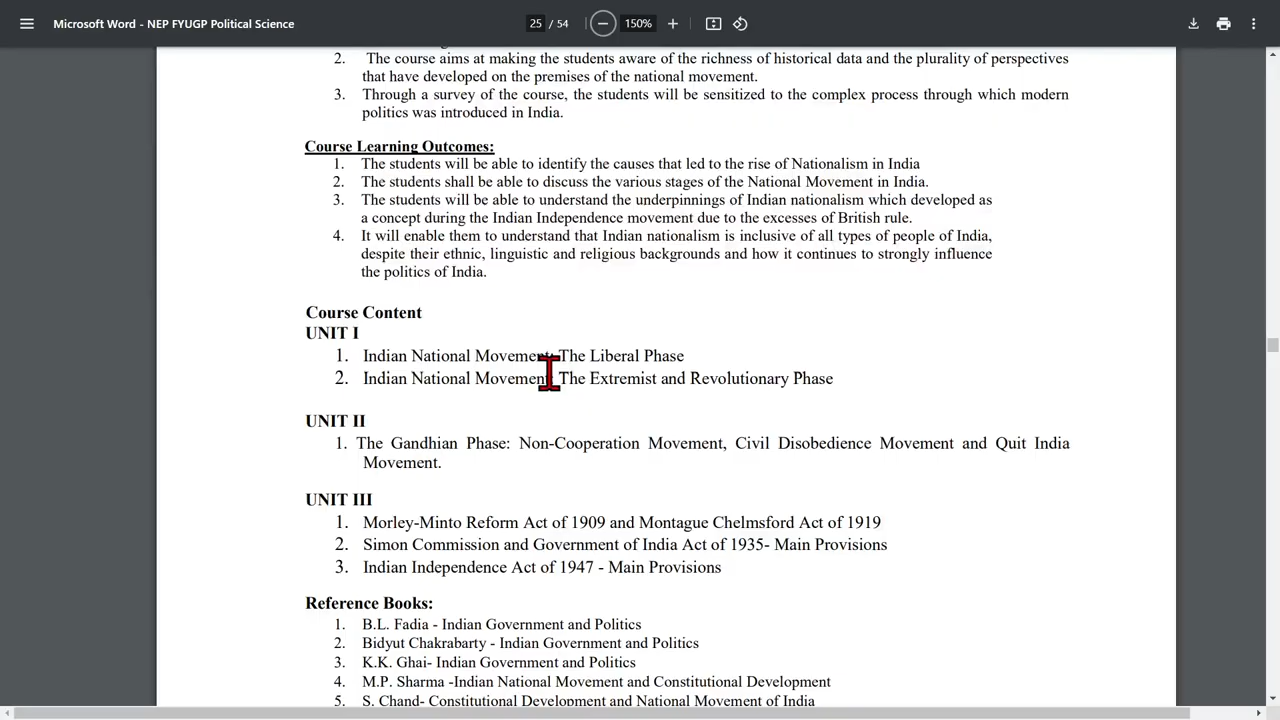 Microsoft Word - NEP FYUGP Political Science
25 / 54
150%
2. The course aims at making the students aware of the richness of historical data and the plurality of perspectives
that have developed on the premises of the national movement.
3. Through a survey of the course, the students will be sensitized to the complex process through which modern
politics was introduced in India.
Course Learning Outcomes:
1. The students will be able to identify the causes that led to the rise of Nationalism in India
2. The students shall be able to discuss the various stages of the National Movement in India.
3. The students will be able to understand the underpinnings of Indian nationalism which developed as
a concept during the Indian Independence movement due to the excesses of British rule.
4. It will enable them to understand that Indian nationalism is inclusive of all types of people of India,
despite their ethnic, linguistic and religious backgrounds and how it continues to strongly influence
the politics of India.
Course Content
UNIT I
1. Indian National Movement: The Liberal Phase
2. Indian National Movement: The Extremist and Revolutionary Phase
UNIT II
1. The Gandhian Phase: Non-Cooperation Movement, Civil Disobedience Movement and Quit India
Movement.
UNIT III
1. Morley-Minto Reform Act of 1909 and Montague Chelmsford Act of 1919
2. Simon Commission and Government of India Act of 1935- Main Provisions
3. Indian Independence Act of 1947 - Main Provisions
Reference Books:
1. B.L. Fadia - Indian Government and Politics
2. Bidyut Chakrabarty - Indian Government and Politics
3. K.K. Ghai- Indian Government and Politics
4. M.P. Sharma -Indian National Movement and Constitutional Development
5. S. Chand- Constitutional Development and National Movement of India